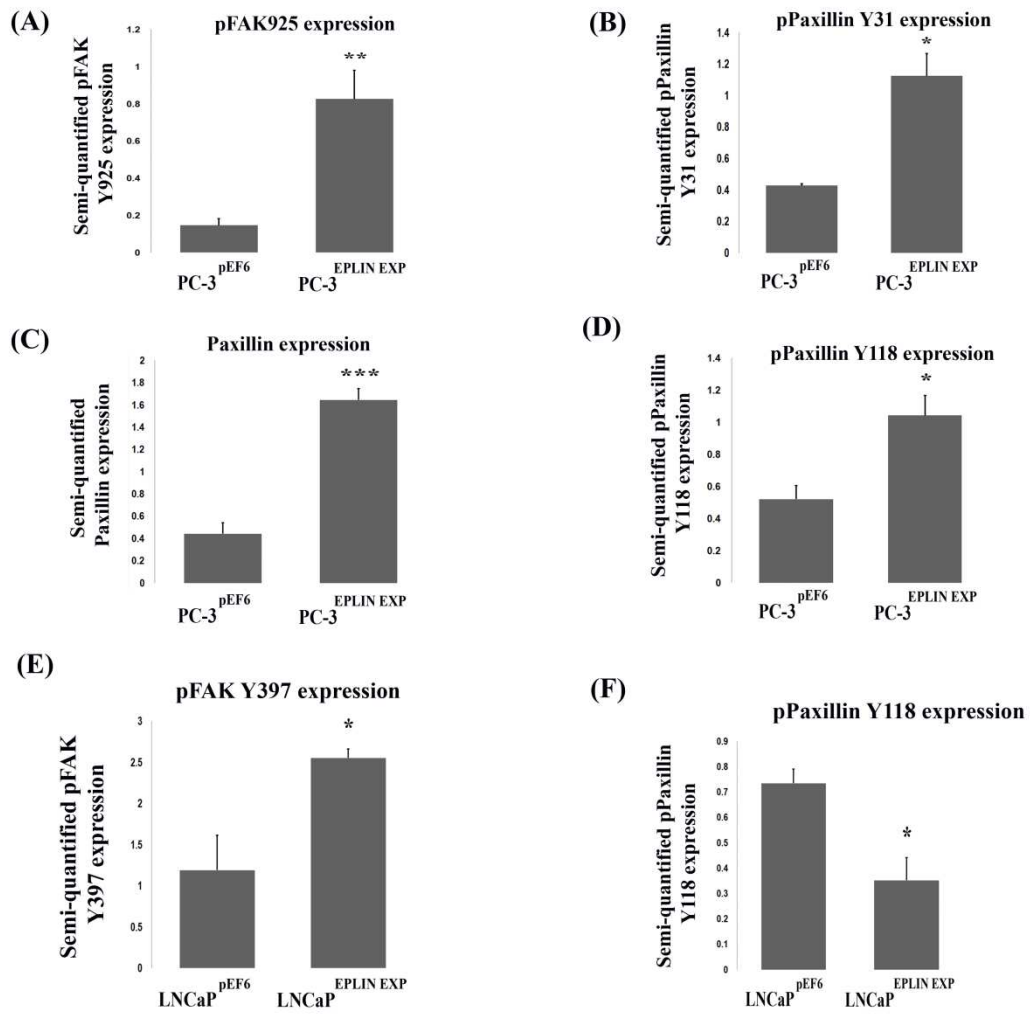 (A)
pFAK925 expression
Semi-quantified pFAK
Y925 expression
1.2
1
0.8
0.6
0.4
0.2
0
**
PC-3pEF6
PC-3EPLIN EXP
(B)
pPaxillin Y31 expression
Semi-quantified pPaxillin
Y31 expression
1.4
1.2
1
0.8
0.6
0.4
0.2
0
*
PC-3pEF6
PC-3EPLIN EXP
(C)
Paxillin expression
Semi-quantified
Paxillin expression
2
1.8
1.6
1.4
1.2
1
0.8
0.6
0.4
0.2
0
***
PC-3pEF6
PC-3EPLIN EXP
(D)
pPaxillin Y118 expression
Semi-quantified pPaxillin
Y118 expression
1.4
1.2
1
0.8
0.6
0.4
0.2
0
*
PC-3pEF6
PC-3EPLIN EXP
(E)
pFAK Y397 expression
Semi-quantified pFAK
Y397 expression
3
2.5
2
1.5
1
0.5
0
*
LNCaPpEF6
LNCaPEPLIN EXP
(F)
pPaxillin Y118 expression
Semi-quantified pPaxillin
Y118 expression
0.9
0.8
0.7
0.6
0.5
0.4
0.3
0.2
0.1
0
*
LNCaPpEF6
LNCaPEPLIN EXP